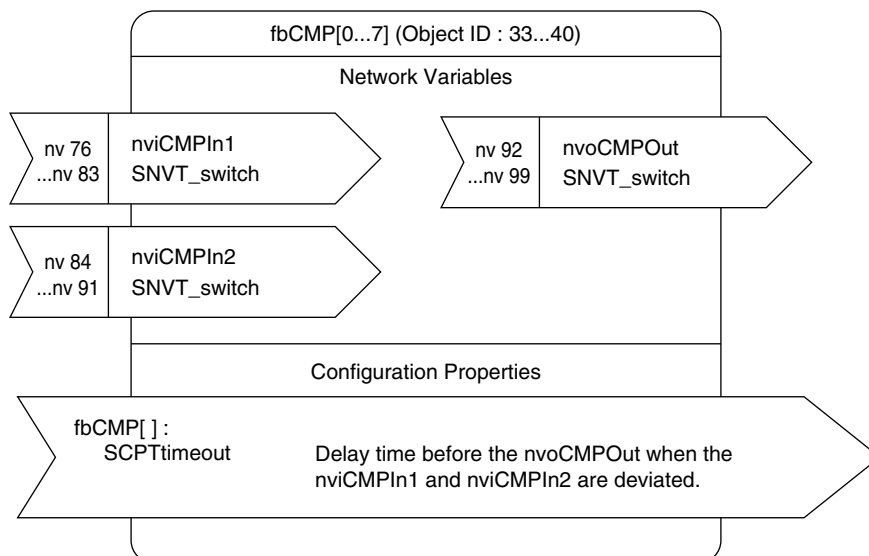 fbCMP[0...7] (Object ID : 33...40)
Network Variables
nv 76
...nv 83
nviCMPIn1
SNVT_switch
nv 92
...nv 99
nvoCMPOut
SNVT_switch
nv 84
...nv 91
nviCMPIn2
SNVT_switch
Configuration Properties
fbCMP[ ] :
SCPTtimeout
Delay time before the nvoCMPOut when the
nviCMPIn1 and nviCMPIn2 are deviated.